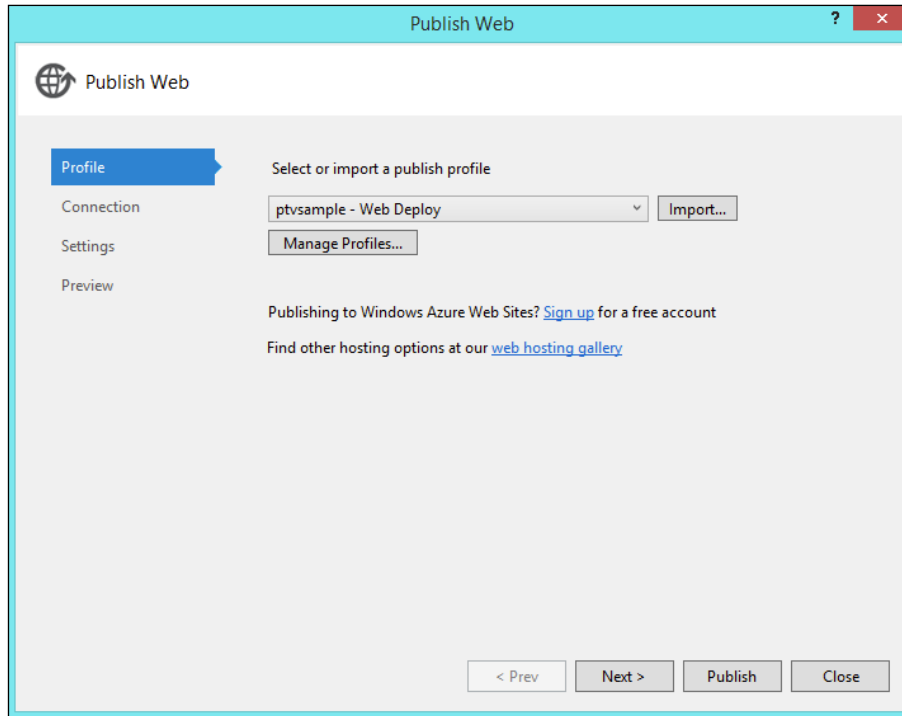 Publish Web
?
Publish Web
Profile
Connection
Settings
Preview
Select or import a publish profile
ptvsample - Web Deploy
Import...
Manage Profiles...
Publishing to Windows Azure Web Sites? Sign up for a free account
Find other hosting options at our web hosting gallery
< Prev
Next >
Publish
Close